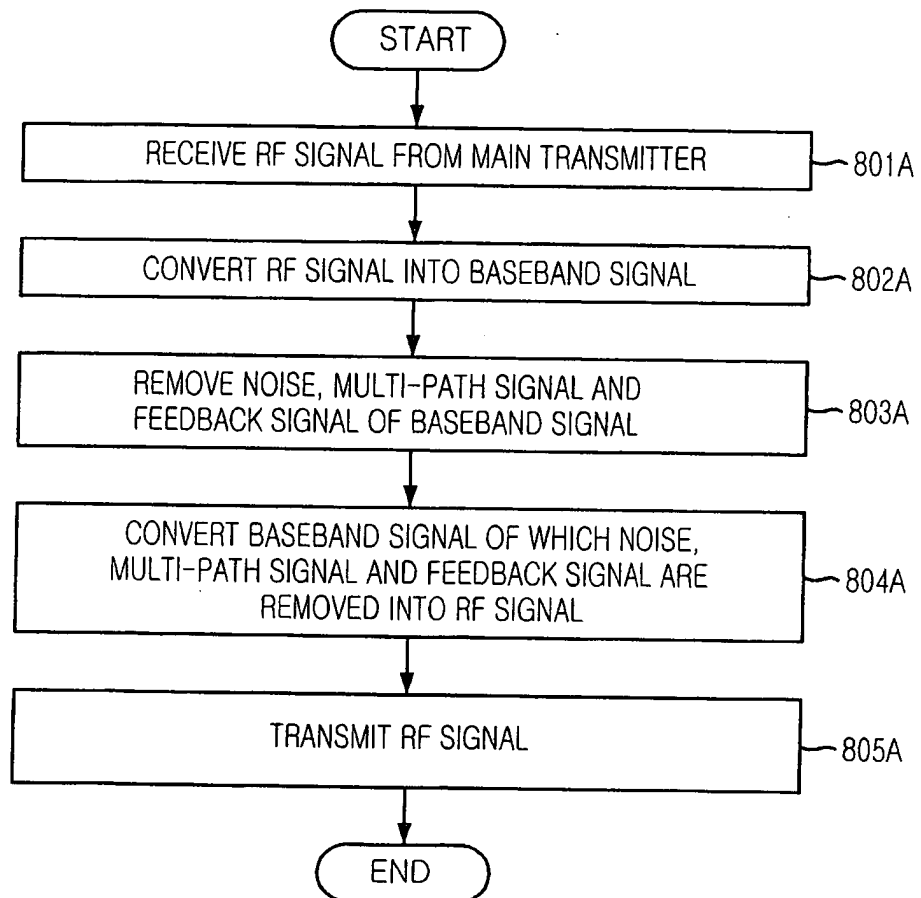 START
RECEIVE RF SIGNAL FROM MAIN TRANSMITTER
801A
CONVERT RF SIGNAL INTO BASEBAND SIGNAL
802A
REMOVE NOISE, MULTI-PATH SIGNAL AND
FEEDBACK SIGNAL OF BASEBAND SIGNAL
803A
CONVERT BASEBAND SIGNAL OF WHICH NOISE,
MULTI-PATH SIGNAL AND FEEDBACK SIGNAL ARE
REMOVED INTO RF SIGNAL
804A
TRANSMIT RF SIGNAL
805A
END